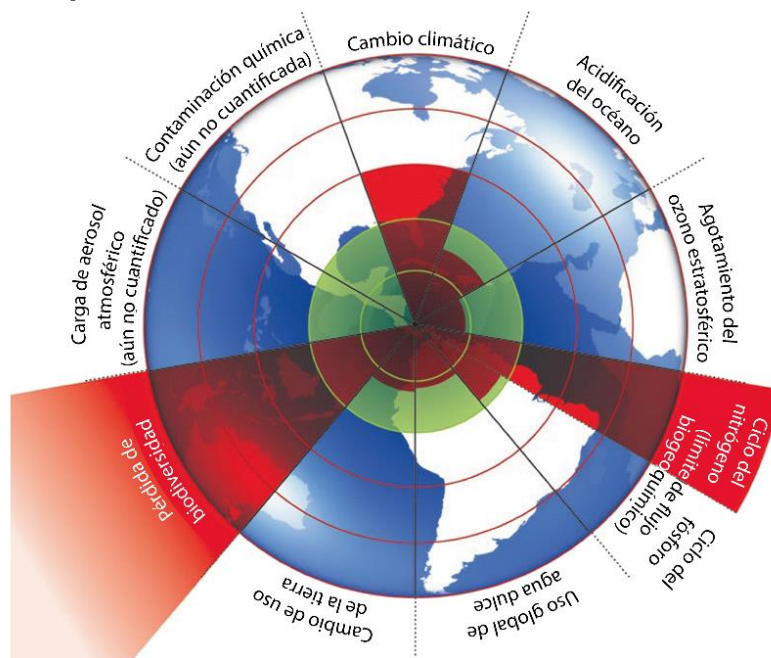 Cambio climático
Acidificación
del océano
Agotamiento del
ozono estratosférico
Ciclo del
nitrógeno
(límite
biogeoquímico)
de flujo
Ciclo del
fósforo
Uso global de
agua dulce
Cambio de uso
de la tierra
Pérdida de
biodiversidad
Carga de aerosol
atmosférico
(aún no cuantificado)
Contaminación química
(aún no cuantificada)